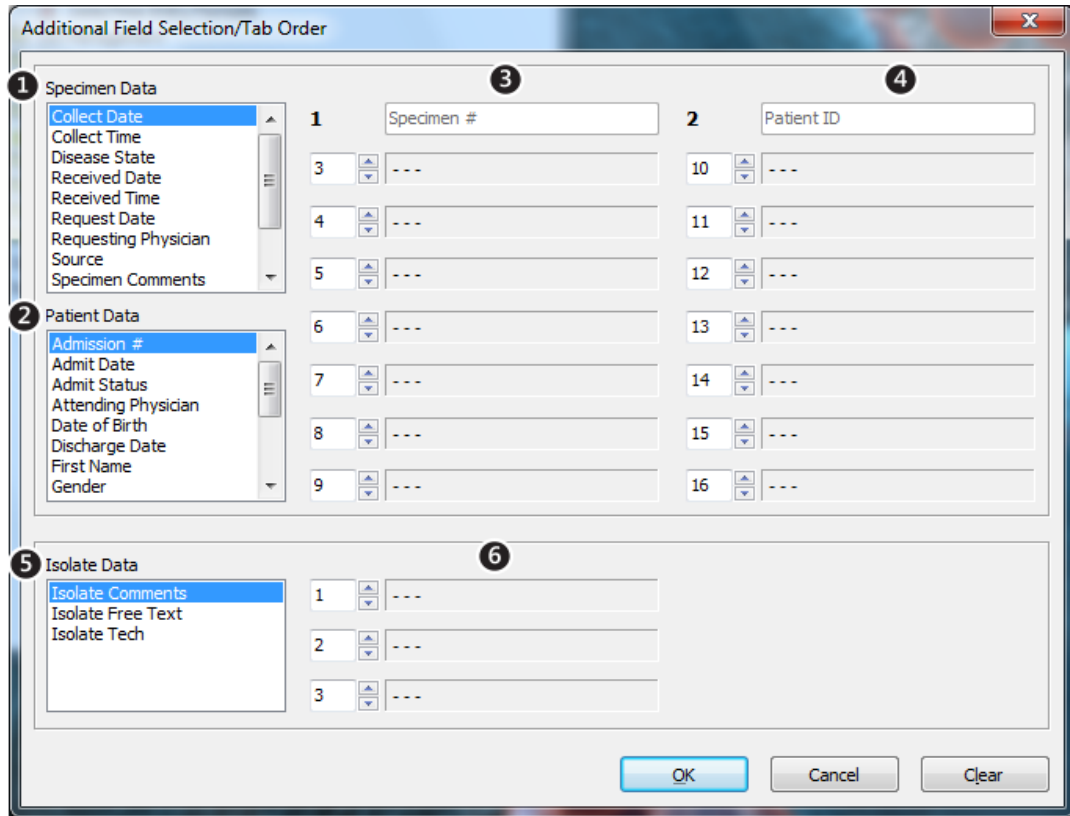 Additional Field Selection/Tab Order
X
1 Specimen Data
3
4
Collect Date
Collect Time
Disease State
Received Date
Received Time
Request Date
Requesting Physician
Source
Specimen Comments
1 Specimen #
2 Patient ID
3 ---
10 ---
4 ---
11 ---
5 ---
12 ---
6 ---
13 ---
7 ---
14 ---
8 ---
15 ---
9 ---
16 ---
2 Patient Data
Admission #
Admit Date
Admit Status
Attending Physician
Date of Birth
Discharge Date
First Name
Gender
5 Isolate Data
6
Isolate Comments
Isolate Free Text
Isolate Tech
1 ---
2 ---
3 ---
OK Cancel Clear